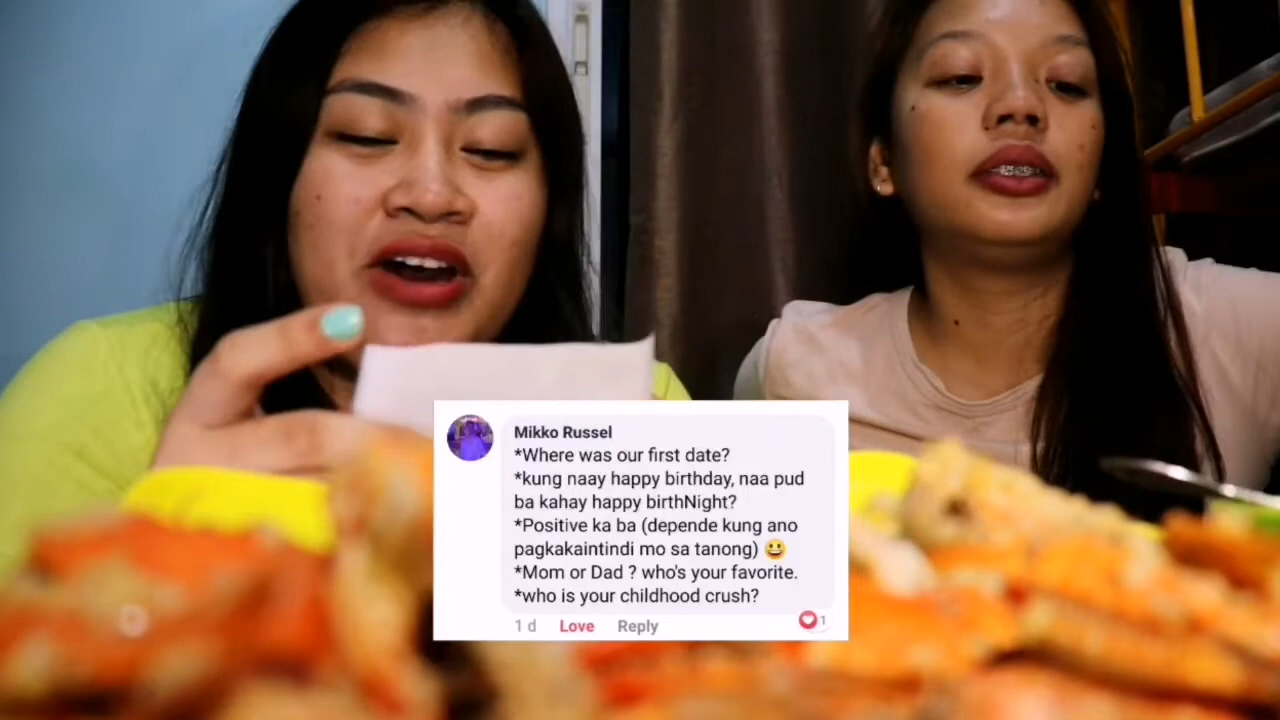 Mikko Russel
*Where was our first date?
*kung naay happy birthday, naa pud
ba kahay happy birthNight?
*Positive ka ba (depende kung ano
pagkakaintindi mo sa tanong) 😃
*Mom or Dad ? who's your favorite.
*who is your childhood crush?
1 d Love Reply 1